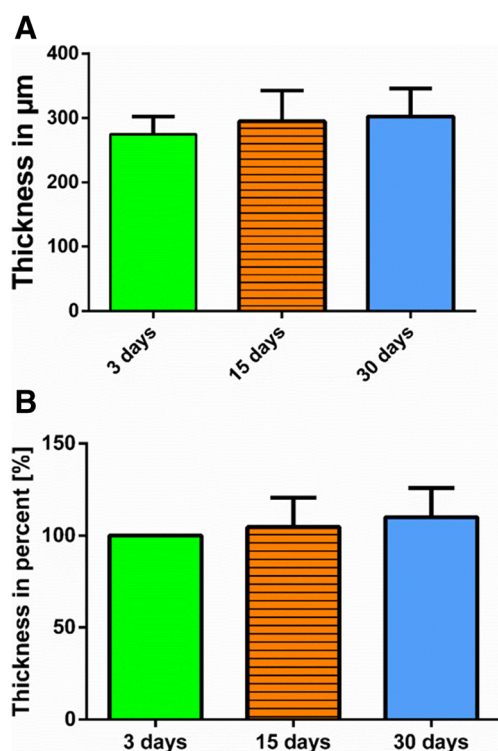 A
Thickness in µm
400
300
200
100
0
3 days
15 days
30 days
B
Thickness in percent [%]
150
100
50
0
3 days
15 days
30 days